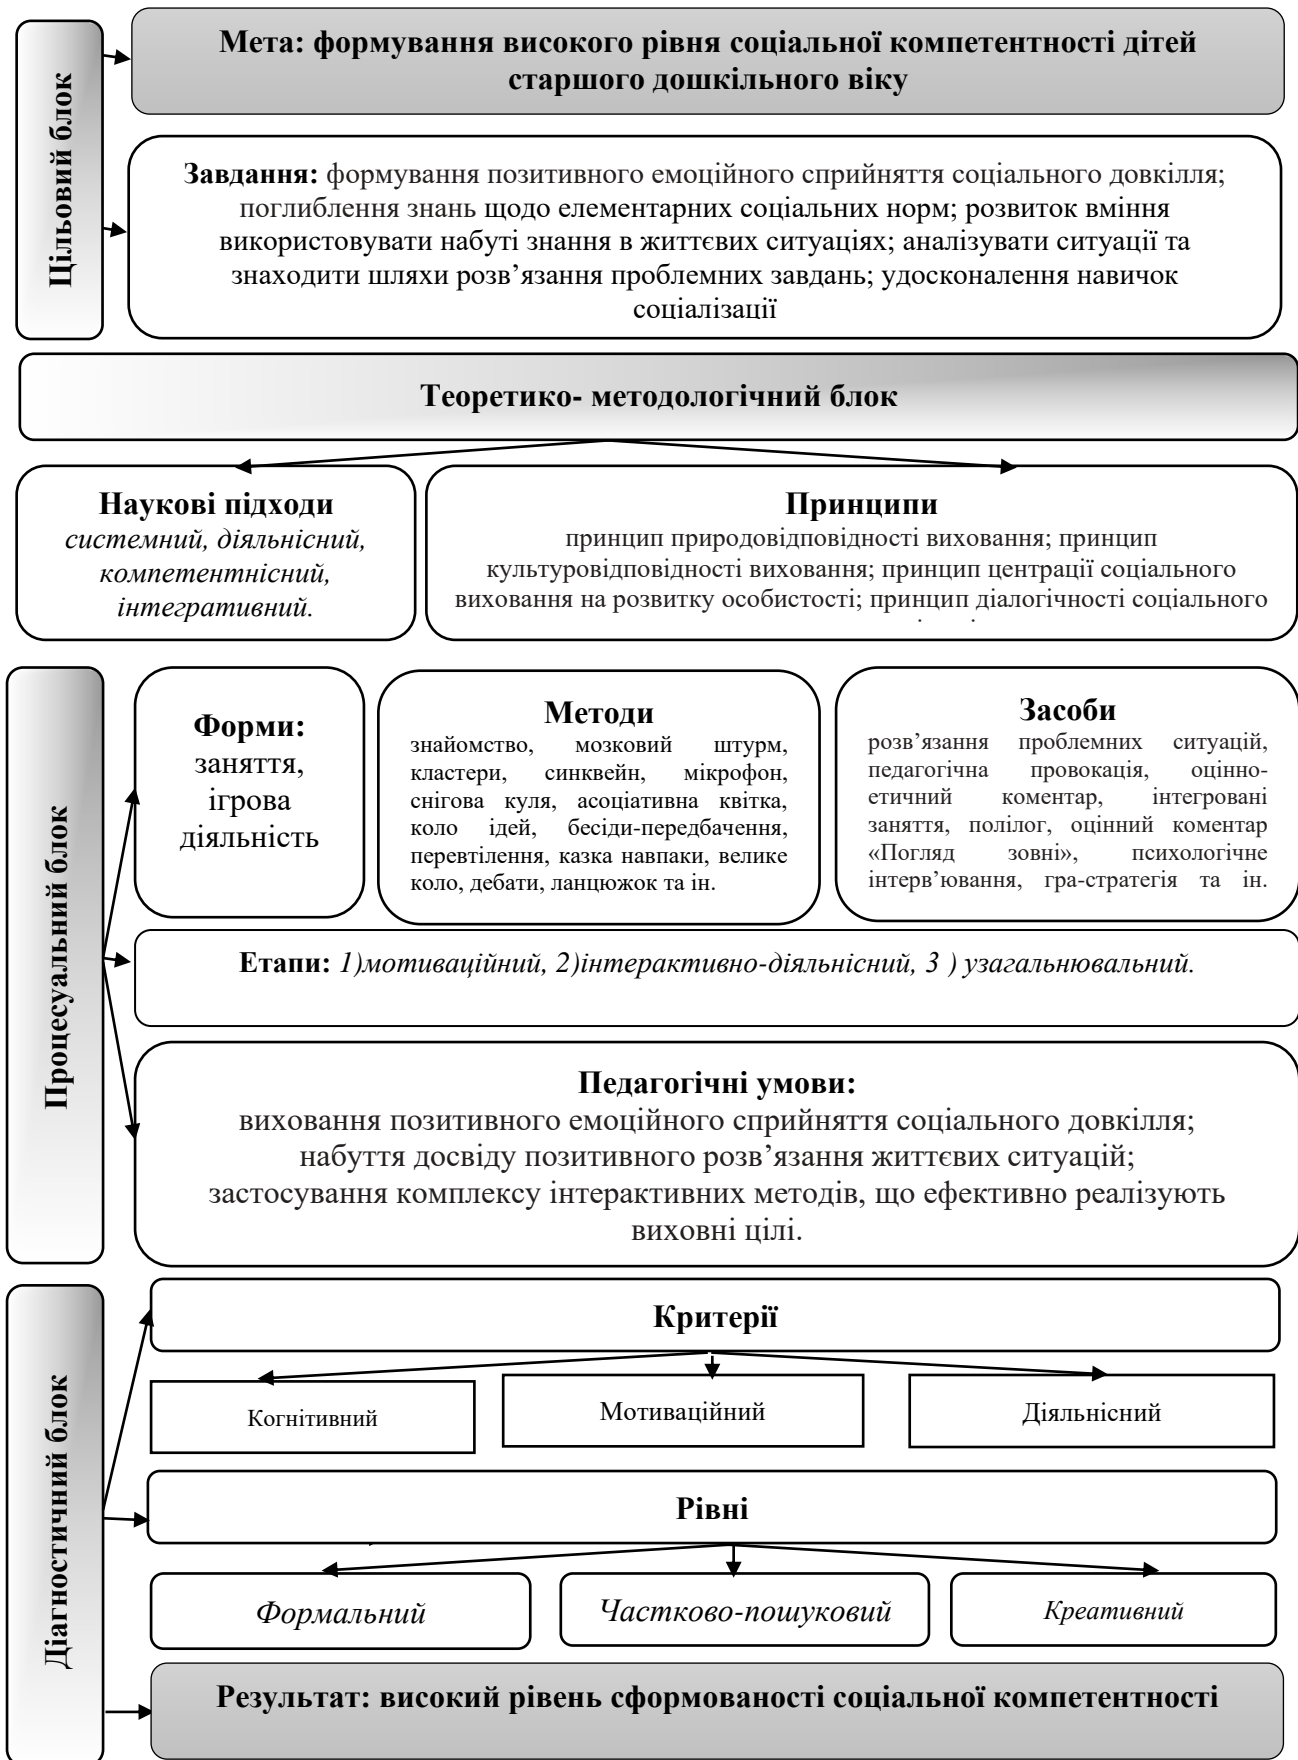 Цільовий блок
Мета: формування високого рівня соціальної компетентності дітей
старшого дошкільного віку
Завдання: формування позитивного емоційного сприйняття соціального довкілля;
поглиблення знань щодо елементарних соціальних норм; розвиток вміння
використовувати набуті знання в життєвих ситуаціях; аналізувати ситуації та
знаходити шляхи розв’язання проблемних завдань; удосконалення навичок
соціалізації
Теоретико- методологічний блок
Наукові підходи
системний, діяльнісний,
компетентнісний,
інтегративний.
Принципи
принцип природовідповідності виховання; принцип
культуровідповідності виховання; принцип центрації соціального
виховання на розвитку особистості; принцип діалогічності соціального
Процесуальний блок
Форми:
заняття,
ігрова
діяльність
Методи
знайомство, мозковий штурм,
кластери, синквейн, мікрофон,
снігова куля, асоціативна квітка,
коло ідей, бесіди-передбачення,
перевтілення, казка навпаки, велике
коло, дебати, ланцюжок та ін.
Засоби
розв’язання проблемних ситуацій,
педагогічна провокація, оцінно-
етичний коментар, інтегровані
заняття, полілог, оцінний коментар
«Погляд зовні», психологічне
інтерв’ювання, гра-стратегія та ін.
Етапи: 1)мотиваційний, 2)інтерактивно-діяльнісний, 3 ) узагальнювальний.
Педагогічні умови:
виховання позитивного емоційного сприйняття соціального довкілля;
набуття досвіду позитивного розв’язання життєвих ситуацій;
застосування комплексу інтерактивних методів, що ефективно реалізують
виховні цілі.
Діагностичний блок
Критерії
Когнітивний
Мотиваційний
Діяльнісний
Рівні
Формальний
Частково-пошуковий
Креативний
Результат: високий рівень сформованості соціальної компетентності